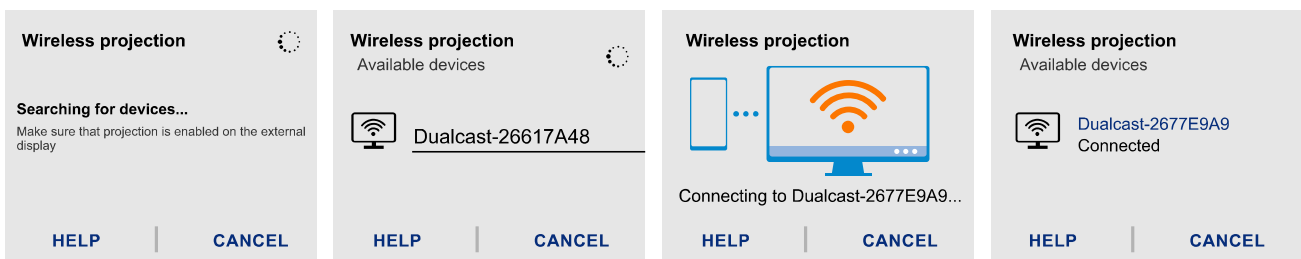 Wireless projection
Searching for devices...
Make sure that projection is enabled on the external
display
HELP
CANCEL
Wireless projection
Available devices
Dualcast-26617A48
HELP
CANCEL
Wireless projection
Connecting to Dualcast-2677E9A9...
HELP
CANCEL
Wireless projection
Available devices
Dualcast-2677E9A9
Connected
HELP
CANCEL